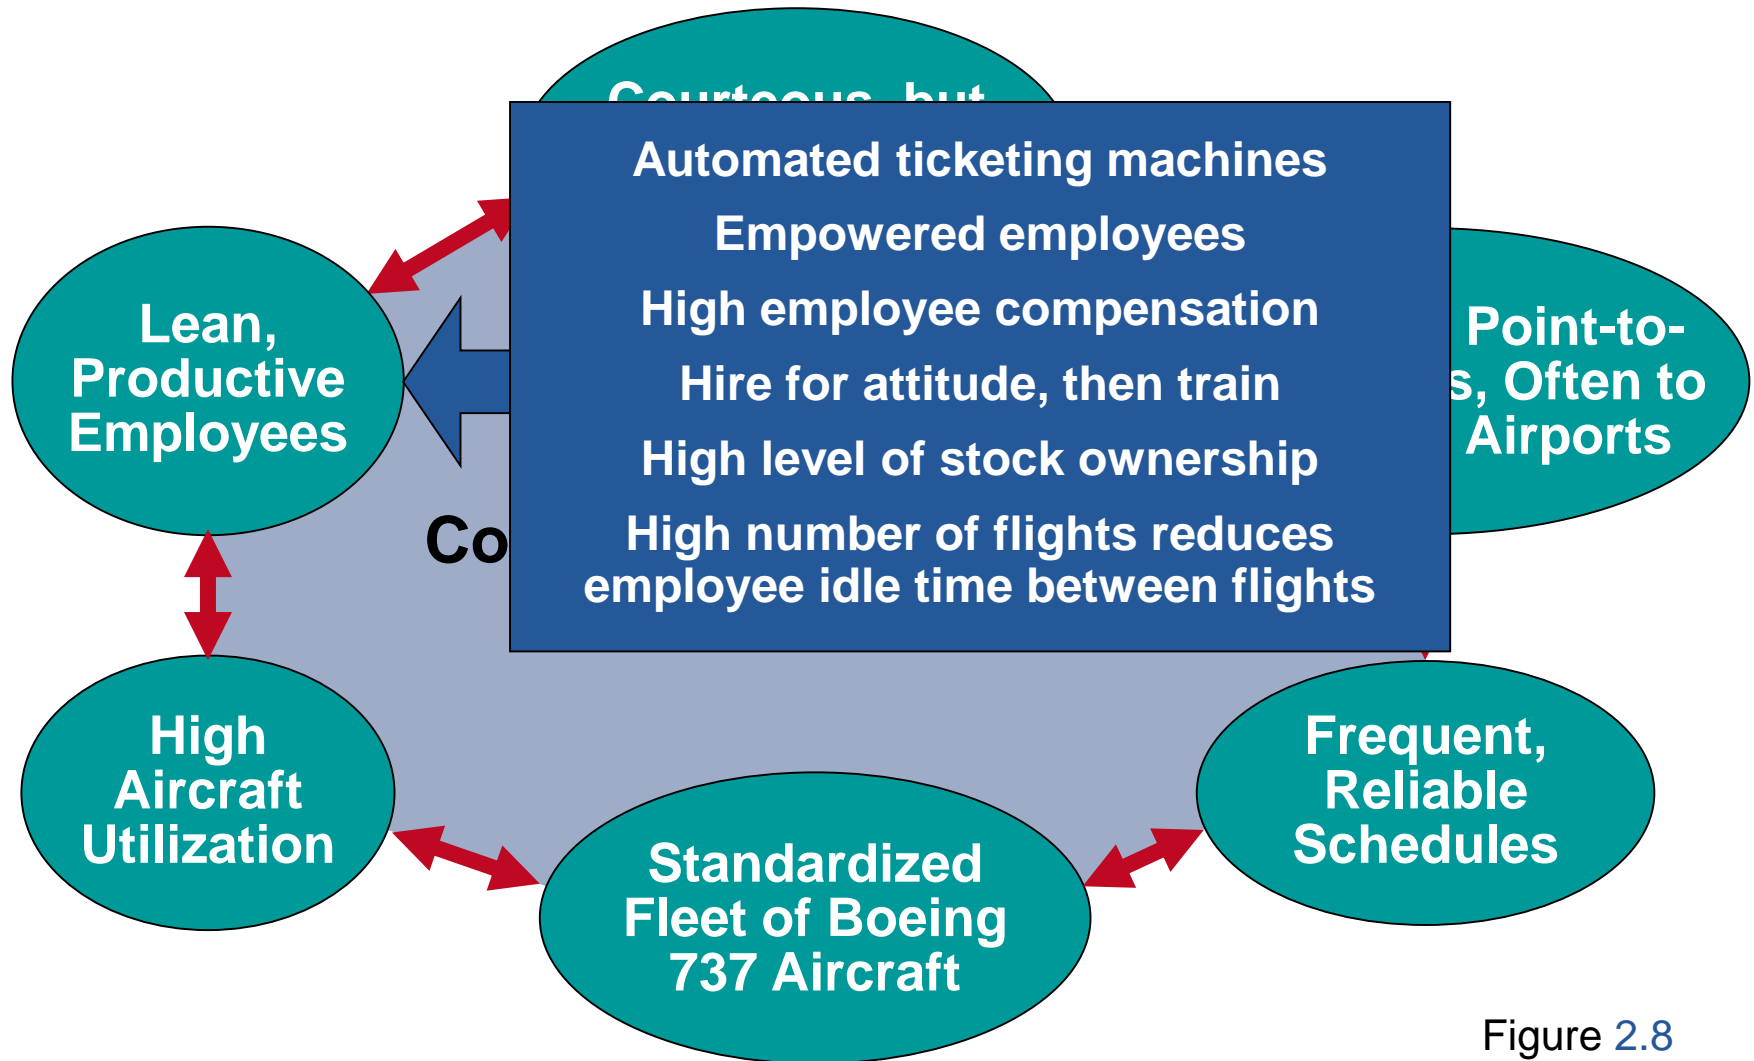 Courteous, but
Automated ticketing machines
Empowered employees
High employee compensation
Hire for attitude, then train
High level of stock ownership
High number of flights reduces
employee idle time between flights
Lean,
Productive
Employees
Point-to-
s, Often to
Airports
Co
High
Aircraft
Utilization
Standardized
Fleet of Boeing
737 Aircraft
Frequent,
Reliable
Schedules
Figure 2.8